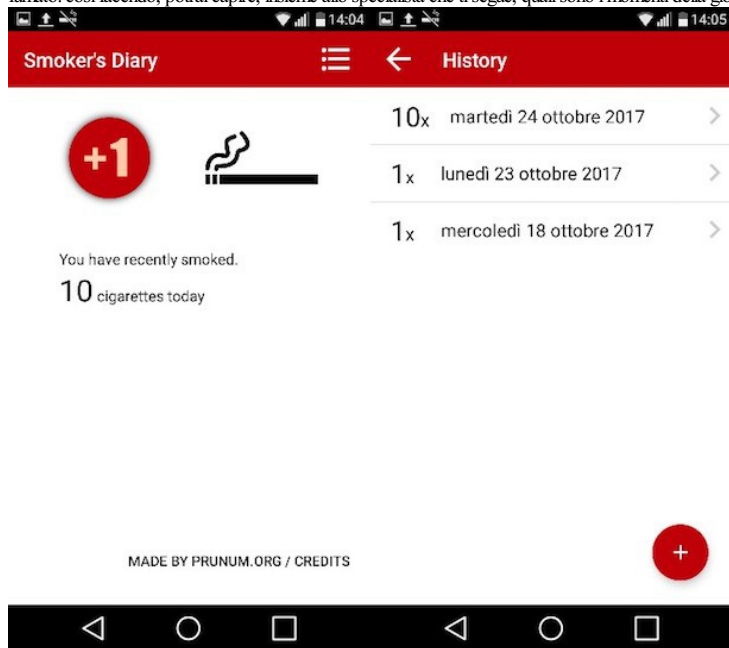 14:04
Smoker's Diary
+1
You have recently smoked.
10 cigarettes today
MADE BY PRUNUM.ORG / CREDITS
14:05
History
10x martedì 24 ottobre 2017
1x lunedì 23 ottobre 2017
1x mercoledì 18 ottobre 2017
+